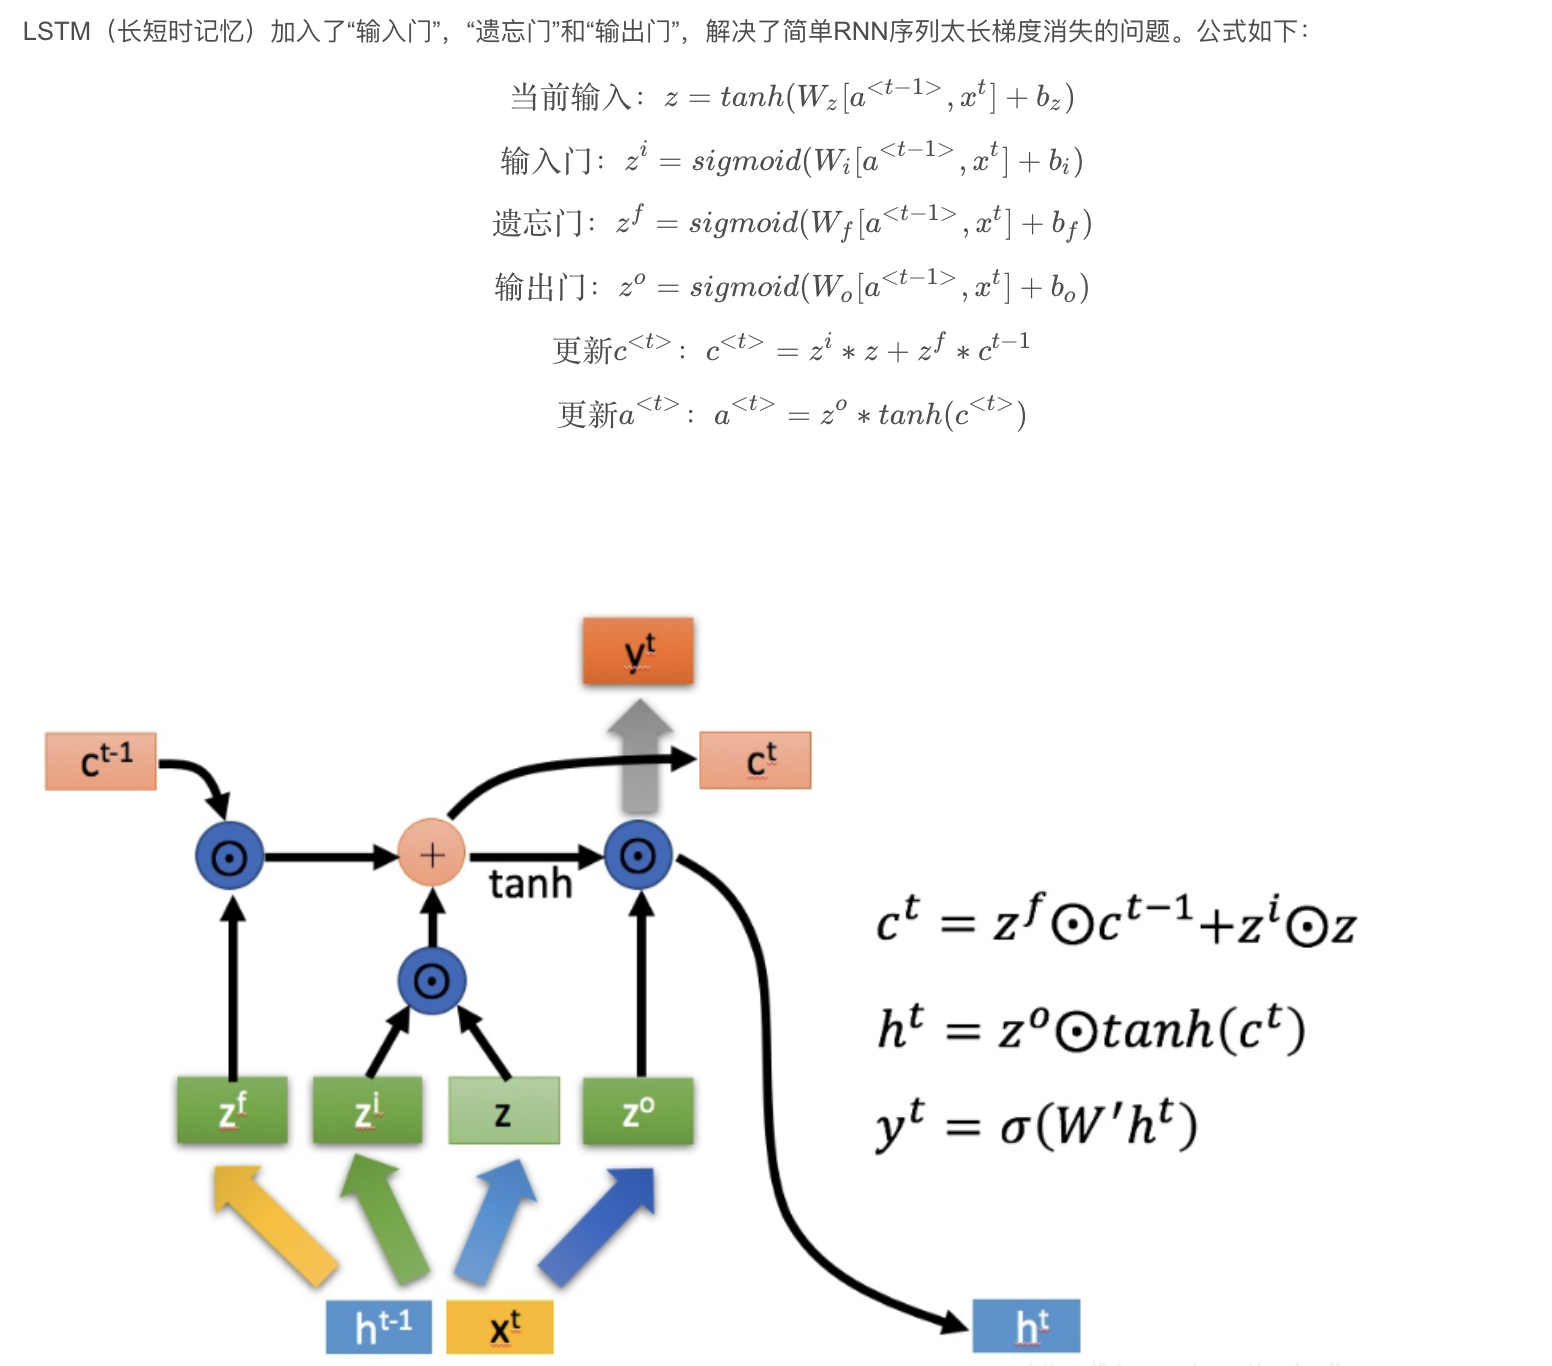 LSTM（长短时记忆）加入了“输入门”，“遗忘门”和“输出门”，解决了简单RNN序列太长梯度消失的问题。公式如下：
当前输入：z = tanh(W_z[a^{<t−1>}, x^t] + b_z)
输入门：z^i = sigmoid(W_i[a^{<t−1>}, x^t] + b_i)
遗忘门：z^f = sigmoid(W_f[a^{<t−1>}, x^t] + b_f)
输出门：z^o = sigmoid(W_o[a^{<t−1>}, x^t] + b_o)
更新c^{<t>}：c^{<t>} = z^i ∗ z + z^f ∗ c^{t−1}
更新a^{<t>}：a^{<t>} = z^o ∗ tanh(c^{<t>})
y^t
c^{t-1}
c^t
+
tanh
c^t = z^f⊙c^{t−1}+z^i⊙z
h^t = z^o⊙tanh(c^t)
y^t = σ(W′h^t)
z^f
z^i
z
z^o
h^{t-1}
x^t
h^t